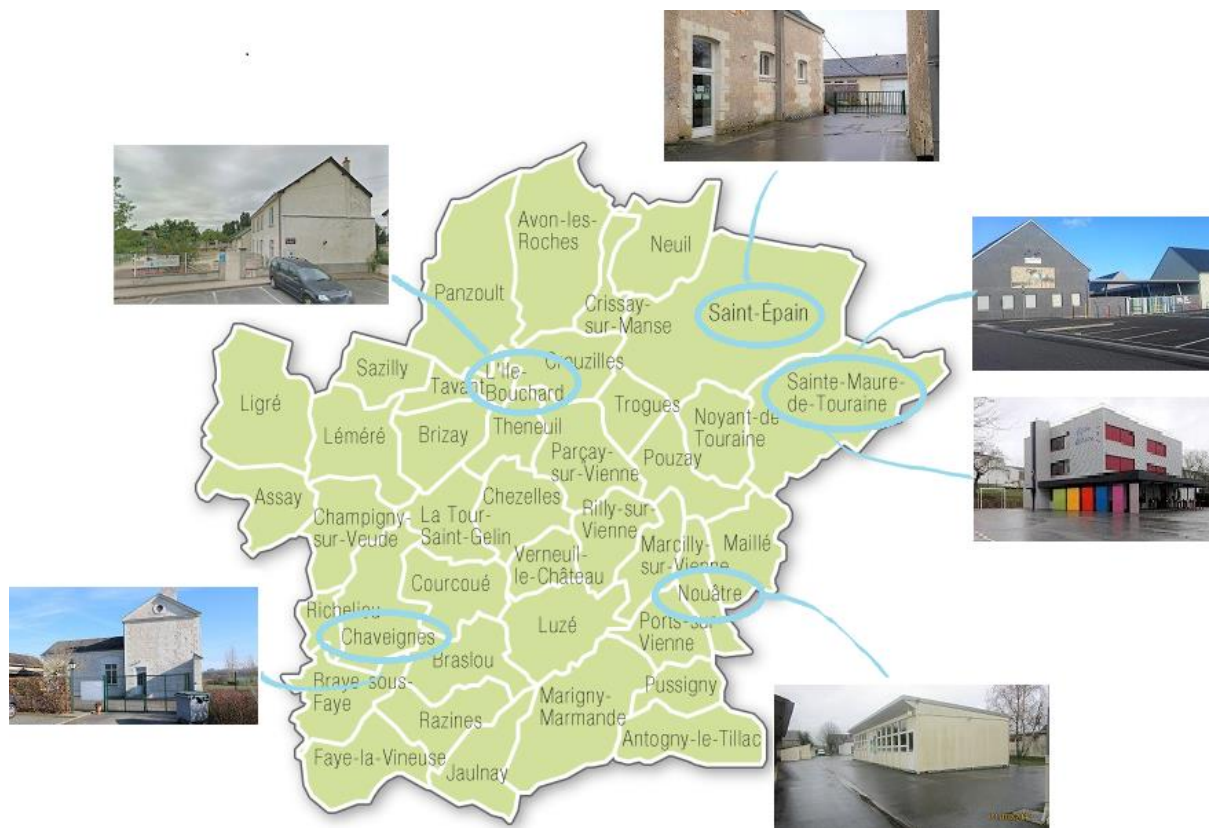 Avon-les-
Roches
Neuil
Panzoult
Crissay-
sur-Manse
Saint-Épain
Sazilly
Tavant
L'Ile-
Bouchard
Crouzilles
Sainte-Maure-
de-Touraine
Ligré
Léméré
Brizay
Theneuil
Trogues
Noyant-de-
Touraine
Parçay-
sur-Vienne
Pouzay
Assay
Champigny-
sur-Veude
La Tour-
Saint-Gelin
Chezelles
Rilly-sur-
Vienne
Verneuil-
le-Château
Marcilly-
sur-Vienne
Maillé
Courcoué
Nouâtre
Richelieu
Chaveignes
Luzé
Ports-sur-
Vienne
Braslou
Braye-sous-
Faye
Marigny-
Marmande
Pussigny
Razines
Antogny-le-Tillac
Faye-la-Vineuse
Jaulnay